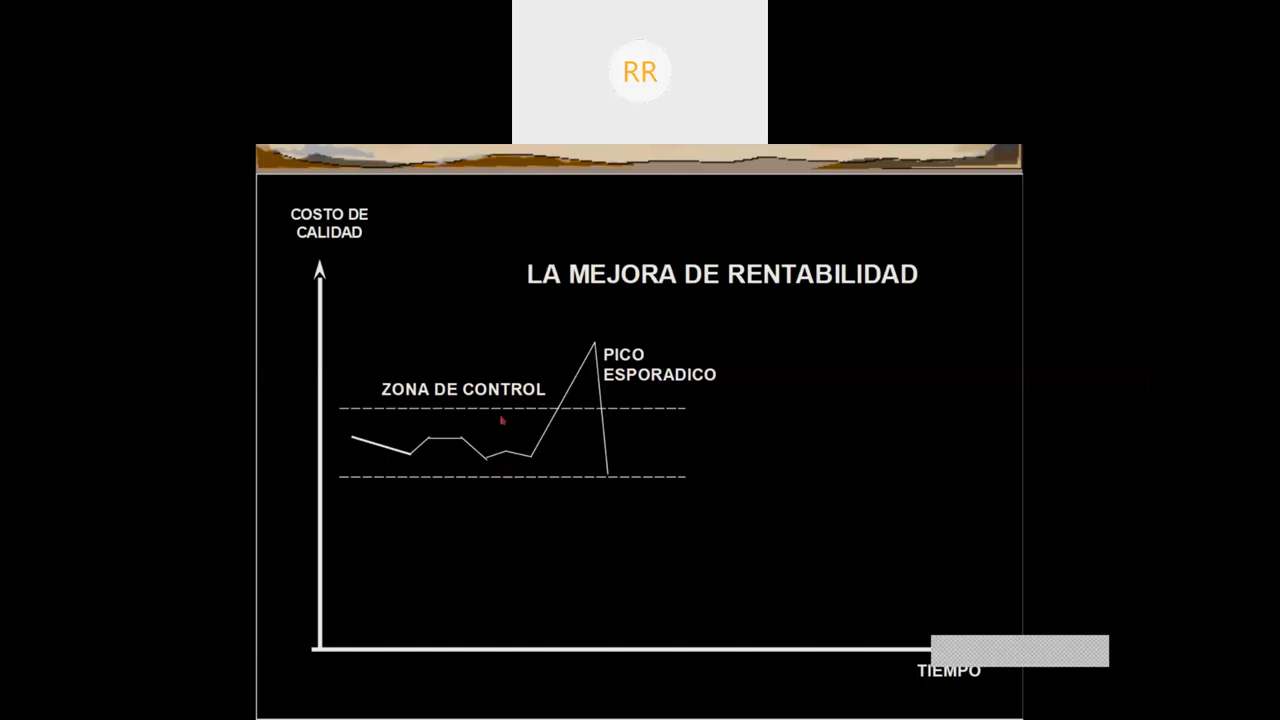 RR
COSTO DE
CALIDAD
LA MEJORA DE RENTABILIDAD
PICO
ESPORADICO
ZONA DE CONTROL
TIEMPO